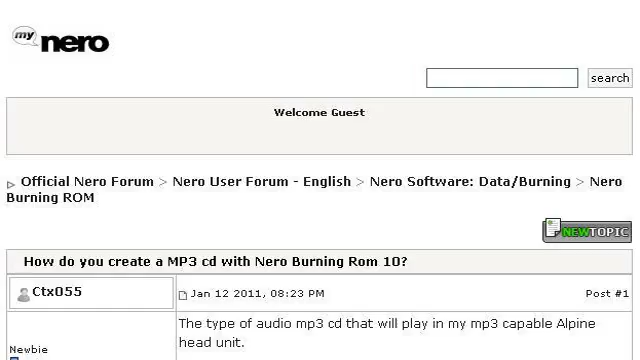 my nero
search
Welcome Guest
Official Nero Forum > Nero User Forum - English > Nero Software: Data/Burning > Nero
Burning ROM
NEWTOPIC
How do you create a MP3 cd with Nero Burning Rom 10?
Ctx055
Jan 12 2011, 08:23 PM
Post #1
The type of audio mp3 cd that will play in my mp3 capable Alpine
head unit.
Newbie